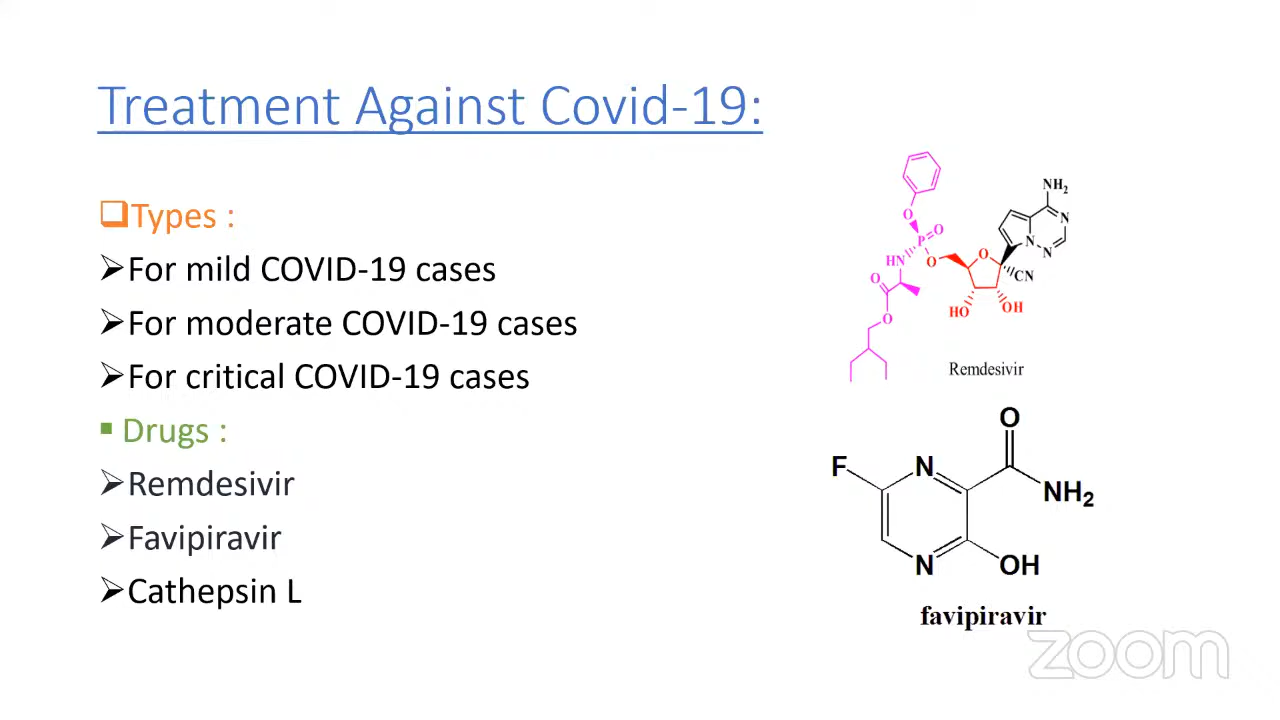 Treatment Against Covid-19:
Types :
For mild COVID-19 cases
For moderate COVID-19 cases
For critical COVID-19 cases
Drugs :
Remdesivir
Favipiravir
Cathepsin L
NH2
N
N
N
O
P
O
HN
O
O
CN
O
HO
OH
O
Remdesivir
O
F
N
NH2
N
OH
favipiravir
zoom